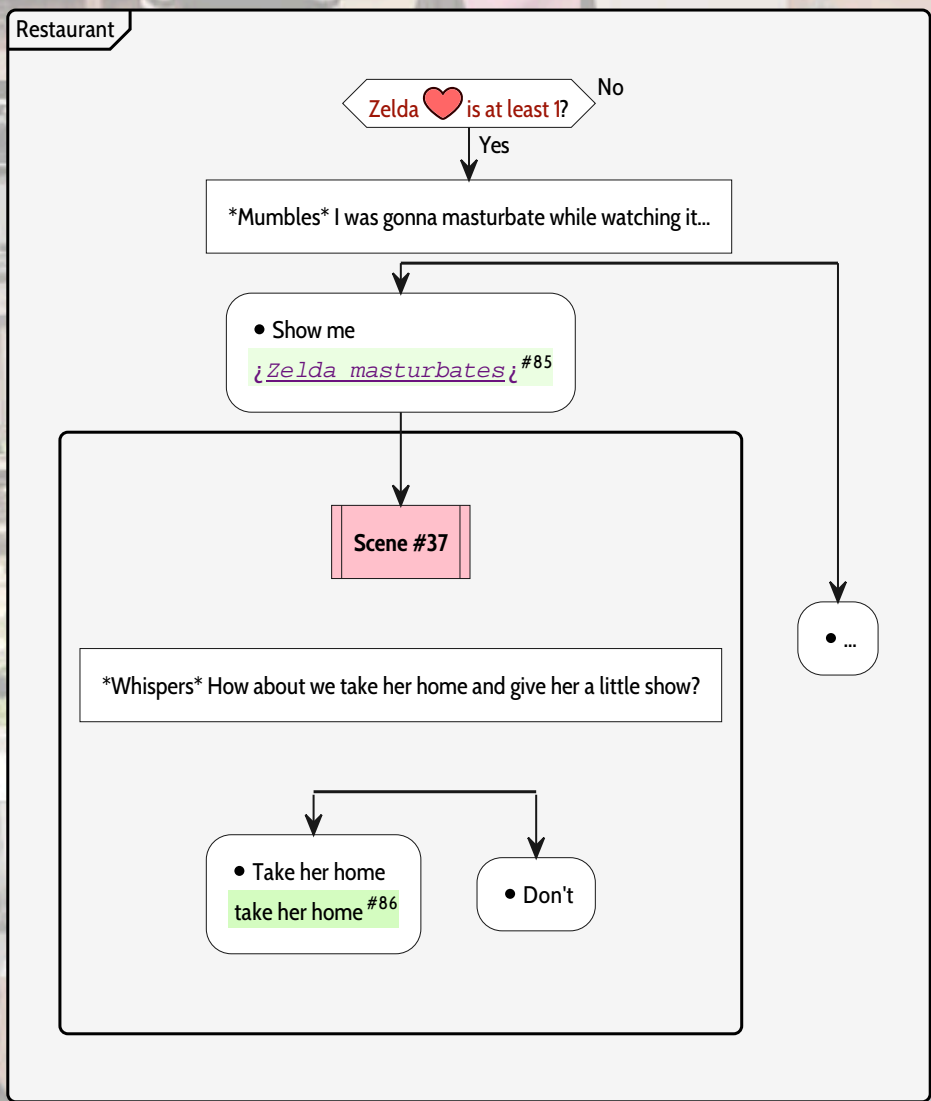 Restaurant
Zelda is at least 1?
No
Yes
*Mumbles* I was gonna masturbate while watching it...
• Show me
¿Zelda masturbates¿ #85
Scene #37
• ...
*Whispers* How about we take her home and give her a little show?
• Take her home
take her home #86
• Don't